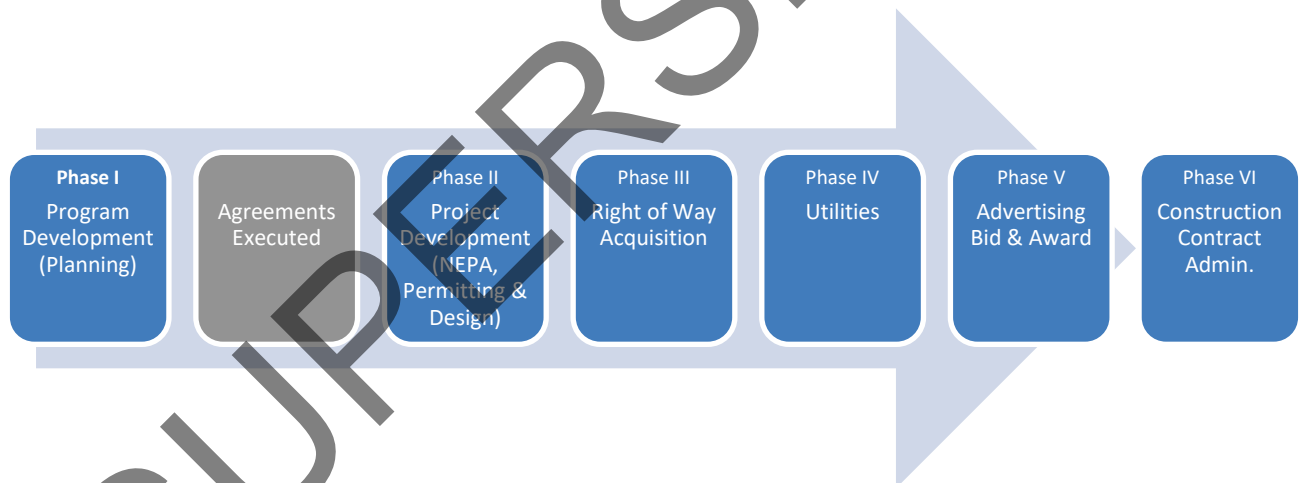 Phase I
Program
Development
(Planning)
Agreements
Executed
Phase II
Project
Development
(NEPA,
Permitting &
Design)
Phase III
Right of Way
Acquisition
Phase IV
Utilities
Phase V
Advertising
Bid & Award
Phase VI
Construction
Contract
Admin.
SUPERS